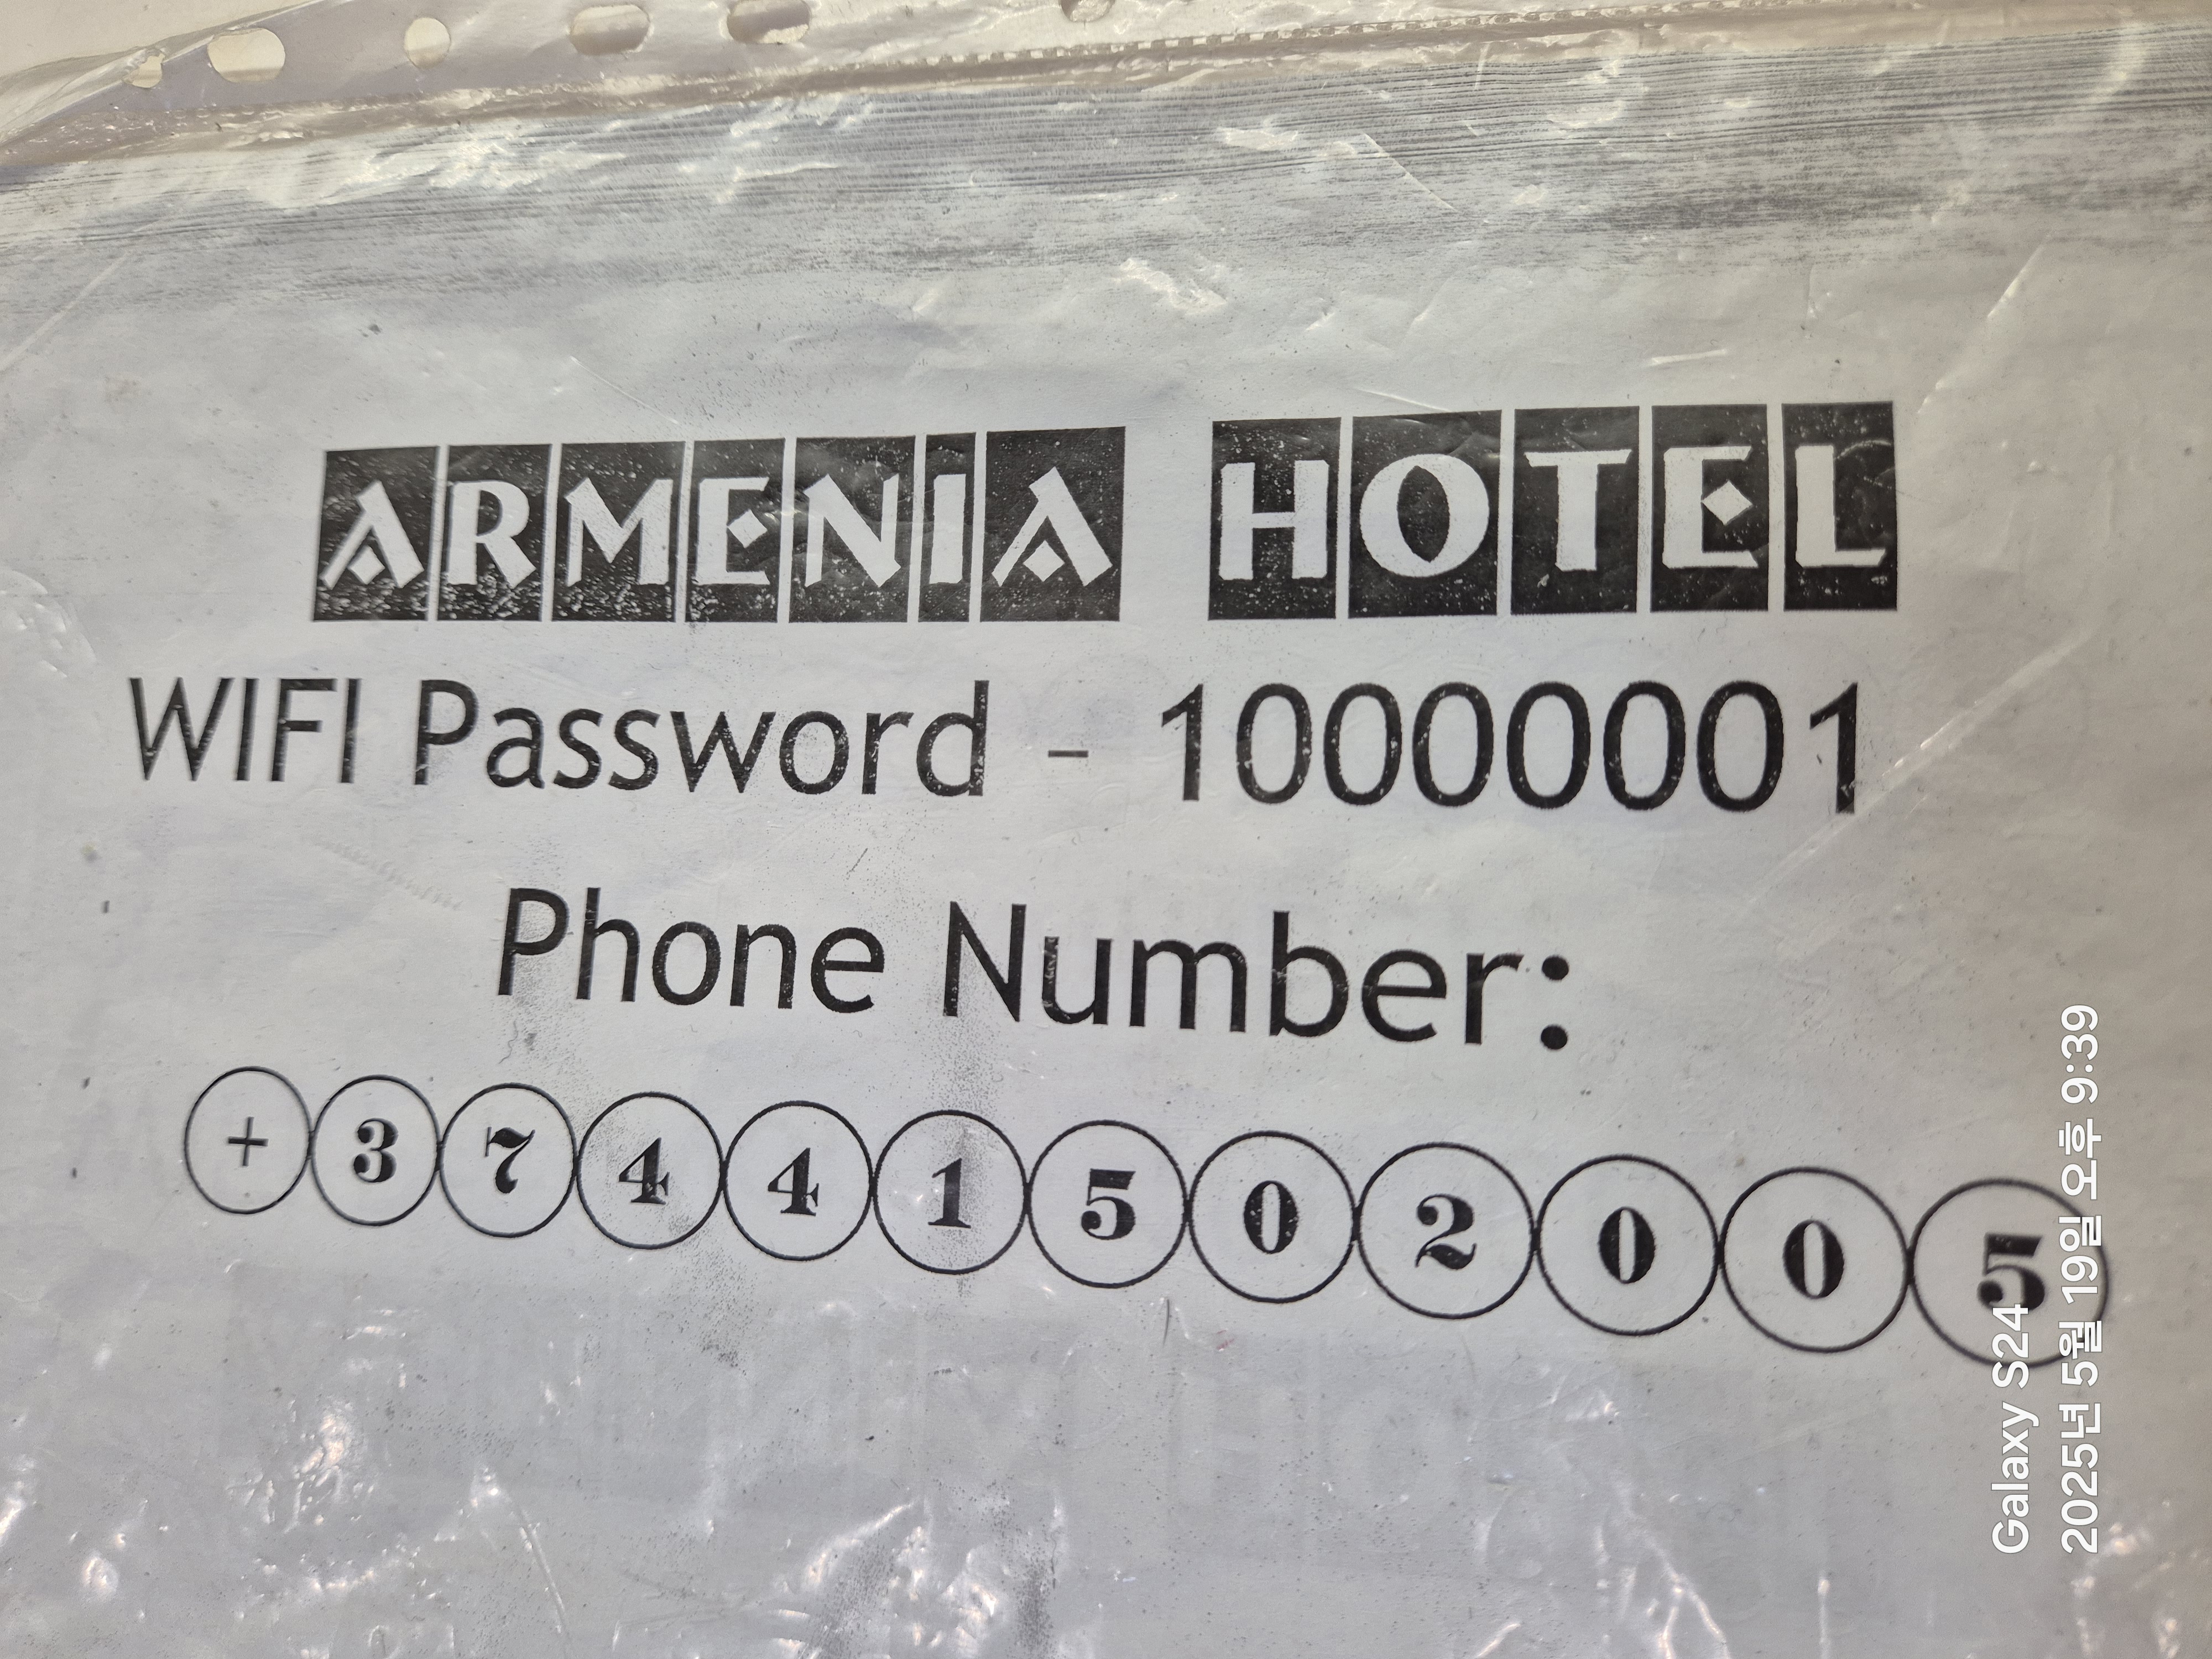 ARMENIA HOTEL
WIFI Password - 10000001
Phone Number:
+37441502005
Galaxy S24
2025년 5월 19일 오후 9:39